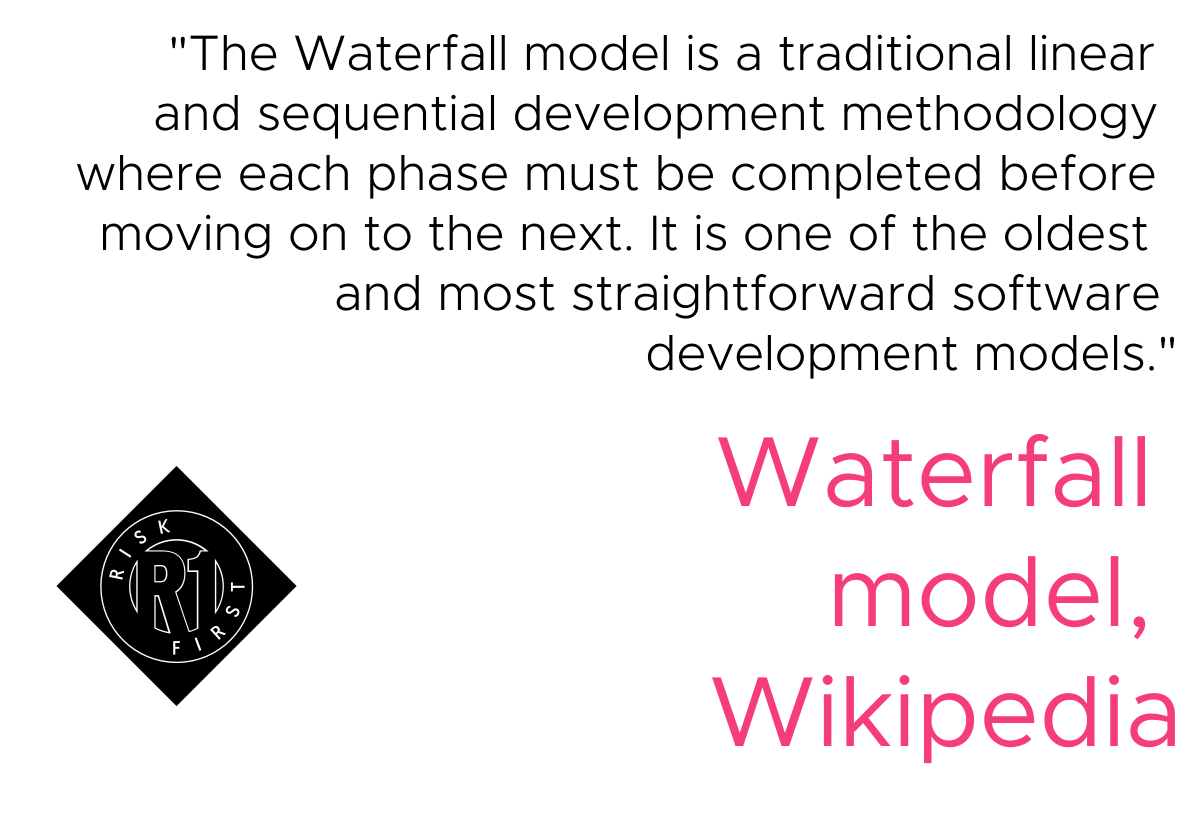 "The Waterfall model is a traditional linear
and sequential development methodology
where each phase must be completed before
moving on to the next. It is one of the oldest
and most straightforward software
development models."
Waterfall
model,
Wikipedia
RISK
R1
FIRST